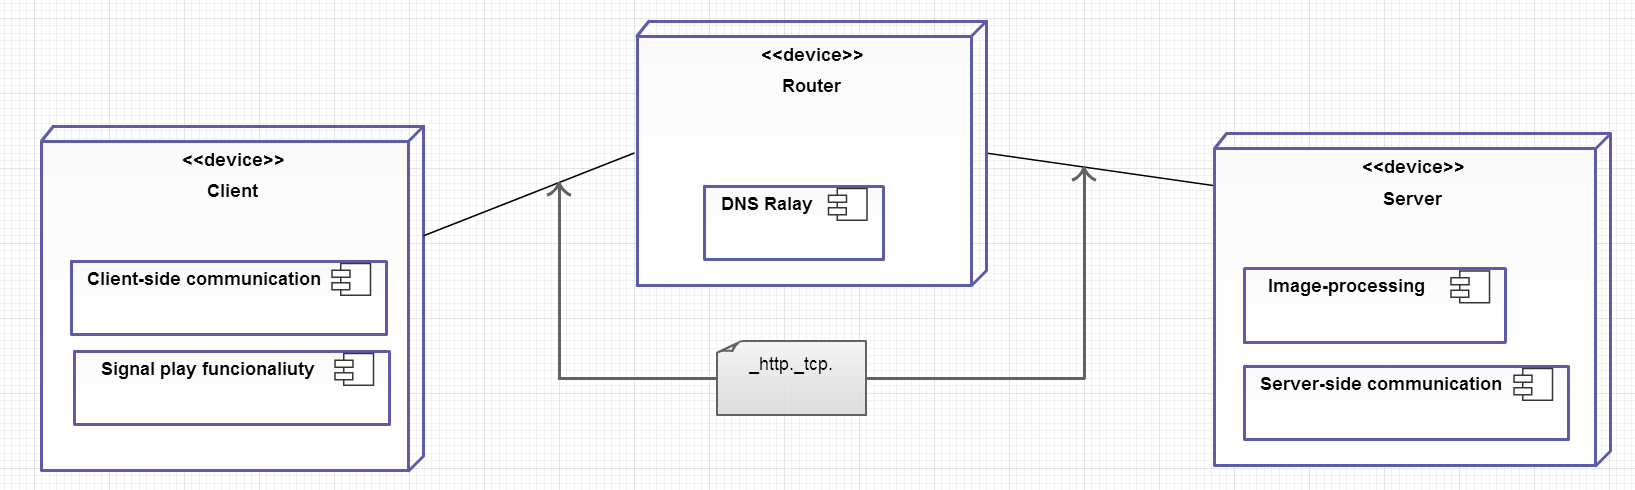 <<device>>
Client
Client-side communication
Signal play funcionaliuty
<<device>>
Router
DNS Ralay
_http._tcp.
<<device>>
Server
Image-processing
Server-side communication